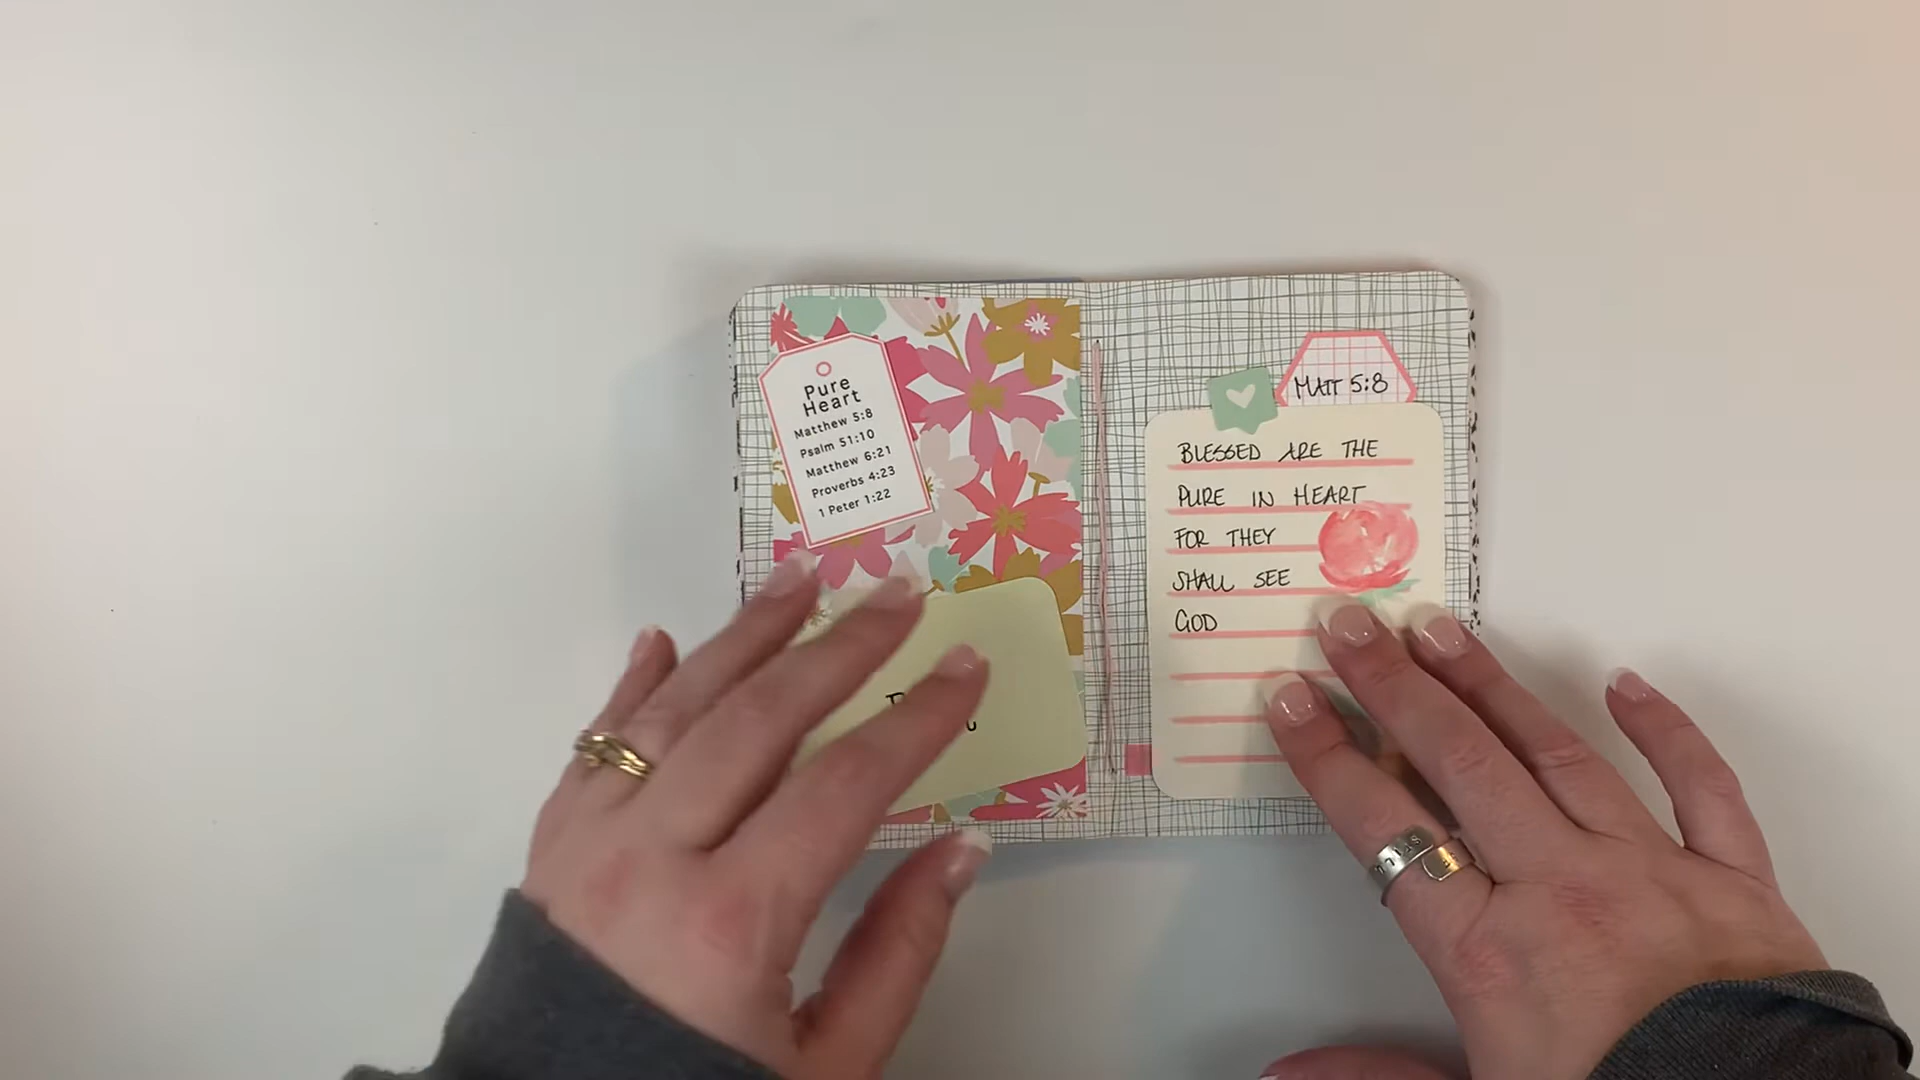 Pure
Heart
Matthew 5:8
Psalm 51:10
Matthew 6:21
Proverbs 4:23
1 Peter 1:22
MATT 5:8
BLESSED ARE THE
PURE IN HEART
FOR THEY
SHALL SEE
GOD